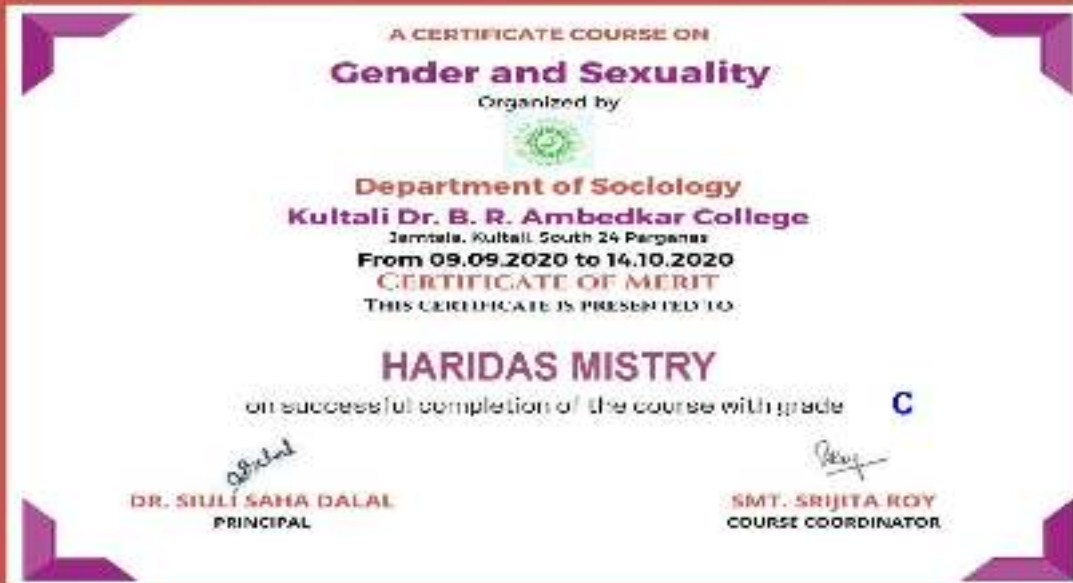 A CERTIFICATE COURSE ON
Gender and Sexuality
Organized by
Department of Sociology
Kultali Dr. B. R. Ambedkar College
Jamtala, Kultali, South 24 Parganas
From 09.09.2020 to 14.10.2020
CERTIFICATE OF MERIT
THIS CERTIFICATE IS PRESENTED TO
HARIDAS MISTRY
on successful completion of the course with grade C
DR. SIULI SAHA DALAL
SMT. SRIJITA ROY
PRINCIPAL
COURSE COORDINATOR